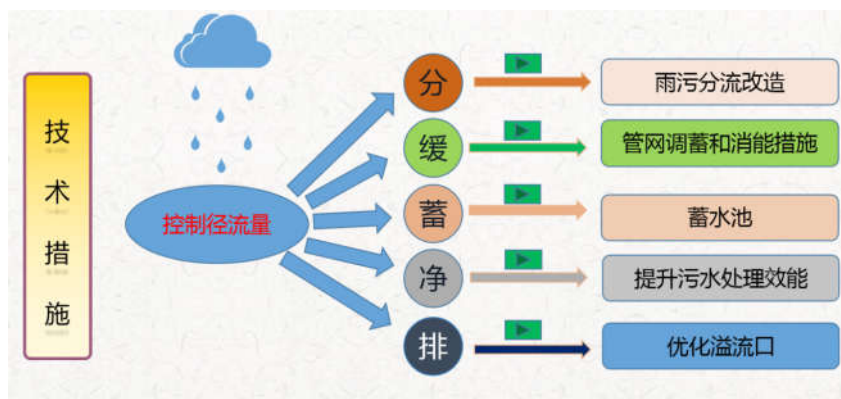 技术措施
控制径流量
分
雨污分流改造
缓
管网调蓄和消能措施
蓄
蓄水池
净
提升污水处理效能
排
优化溢流口